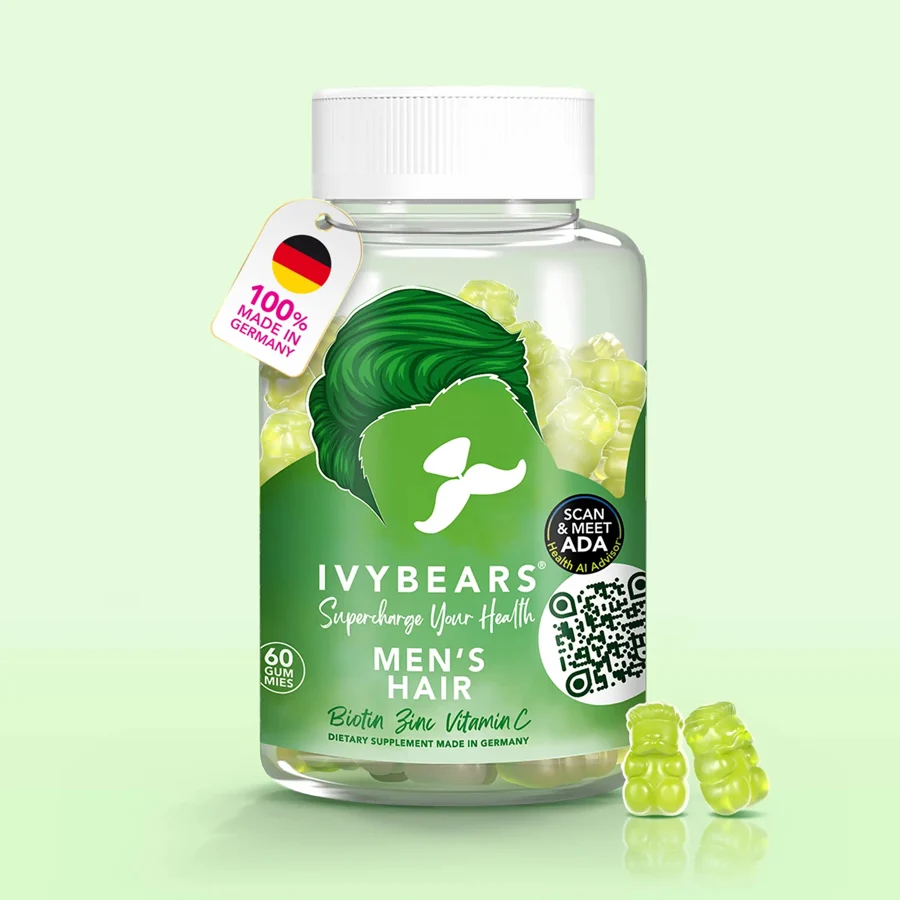 100%
MADE IN
GERMANY
SCAN
& MEET
ADA
Health AI Advisor
IVYBEARS®
Supercharge Your Health
60
GUM
MIES
MEN'S
HAIR
Biotin Zinc Vitamin C
DIETARY SUPPLEMENT MADE IN GERMANY